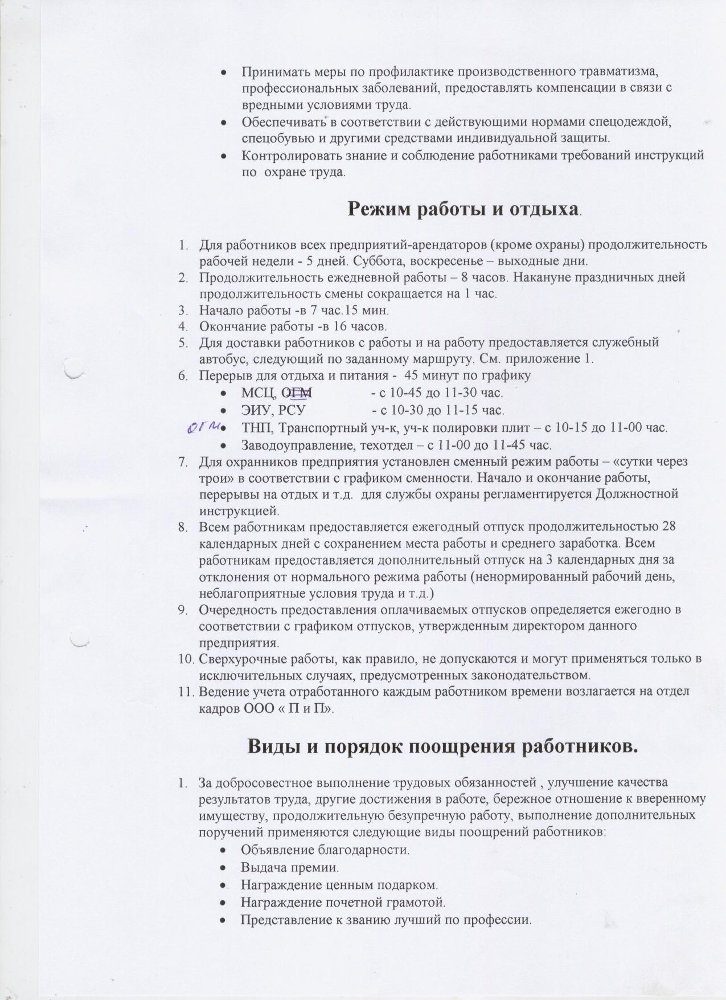 • Принимать меры по профилактике производственного травматизма,
профессиональных заболеваний, предоставлять компенсации в связи с
вредными условиями труда.
• Обеспечивать в соответствии с действующими нормами спецодеждой,
спецобувью и другими средствами индивидуальной защиты.
• Контролировать знание и соблюдение работниками требований инструкций
по охране труда.
Режим работы и отдыха.
1. Для работников всех предприятий-арендаторов (кроме охраны) продолжительность
рабочей недели - 5 дней. Суббота, воскресенье – выходные дни.
2. Продолжительность ежедневной работы – 8 часов. Накануне праздничных дней
продолжительность смены сокращается на 1 час.
3. Начало работы -в 7 час.15 мин.
4. Окончание работы -в 16 часов.
5. Для доставки работников с работы и на работу предоставляется служебный
автобус, следующий по заданному маршруту. См. приложение 1.
6. Перерыв для отдыха и питания - 45 минут по графику
• МСЦ, ОГМ - с 10-45 до 11-30 час.
• ЭИУ, РСУ - с 10-30 до 11-15 час.
ОГМ • ТНП, Транспортный уч-к, уч-к полировки плит – с 10-15 до 11-00 час.
• Заводоуправление, техотдел – с 11-00 до 11-45 час.
7. Для охранников предприятия установлен сменный режим работы – «сутки через
трои» в соответствии с графиком сменности. Начало и окончание работы,
перерывы на отдых и т.д. для службы охраны регламентируется Должностной
инструкцией.
8. Всем работникам предоставляется ежегодный отпуск продолжительностью 28
календарных дней с сохранением места работы и среднего заработка. Всем
работникам предоставляется дополнительный отпуск на 3 календарных дня за
отклонения от нормального режима работы (ненормированный рабочий день,
неблагоприятные условия труда и т.д.)
9. Очередность предоставления оплачиваемых отпусков определяется ежегодно в
соответствии с графиком отпусков, утвержденным директором данного
предприятия.
10. Сверхурочные работы, как правило, не допускаются и могут применяться только в
исключительных случаях, предусмотренных законодательством.
11. Ведение учета отработанного каждым работником времени возлагается на отдел
кадров ООО « П и П».
Виды и порядок поощрения работников.
1. За добросовестное выполнение трудовых обязанностей , улучшение качества
результатов труда, другие достижения в работе, бережное отношение к вверенному
имуществу, продолжительную безупречную работу, выполнение дополнительных
поручений применяются следующие виды поощрений работников:
• Объявление благодарности.
• Выдача премии.
• Награждение ценным подарком.
• Награждение почетной грамотой.
• Представление к званию лучший по профессии.